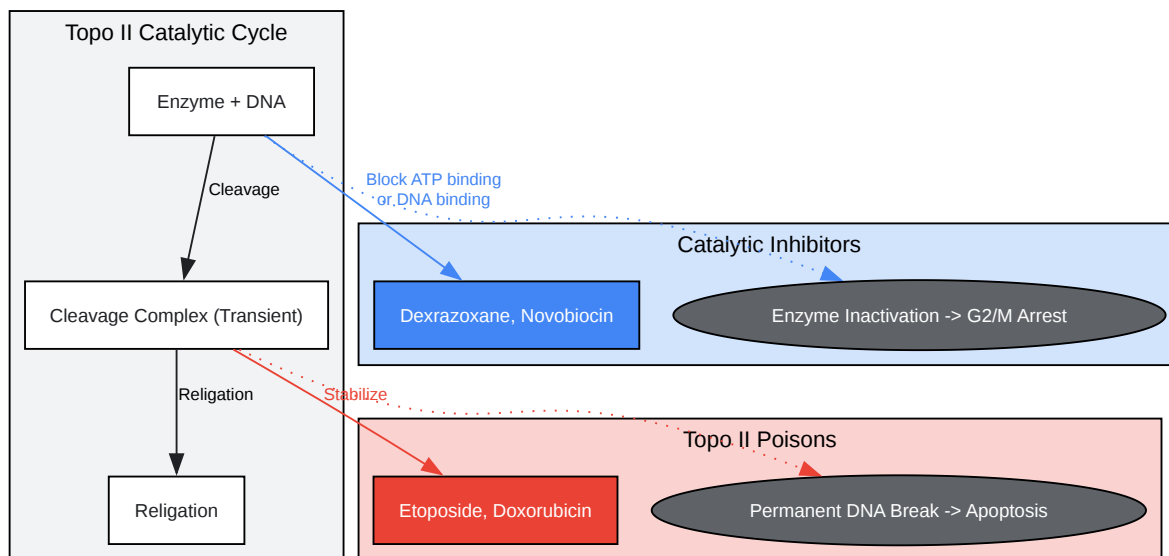 Topo II Catalytic Cycle
Enzyme + DNA
Cleavage
Block ATP binding
or DNA binding
Catalytic Inhibitors
Cleavage Complex (Transient)
Dexrazoxane, Novobiocin
Enzyme Inactivation -> G2/M Arrest
Religation
Stabilize
Topo II Poisons
Religation
Etoposide, Doxorubicin
Permanent DNA Break -> Apoptosis